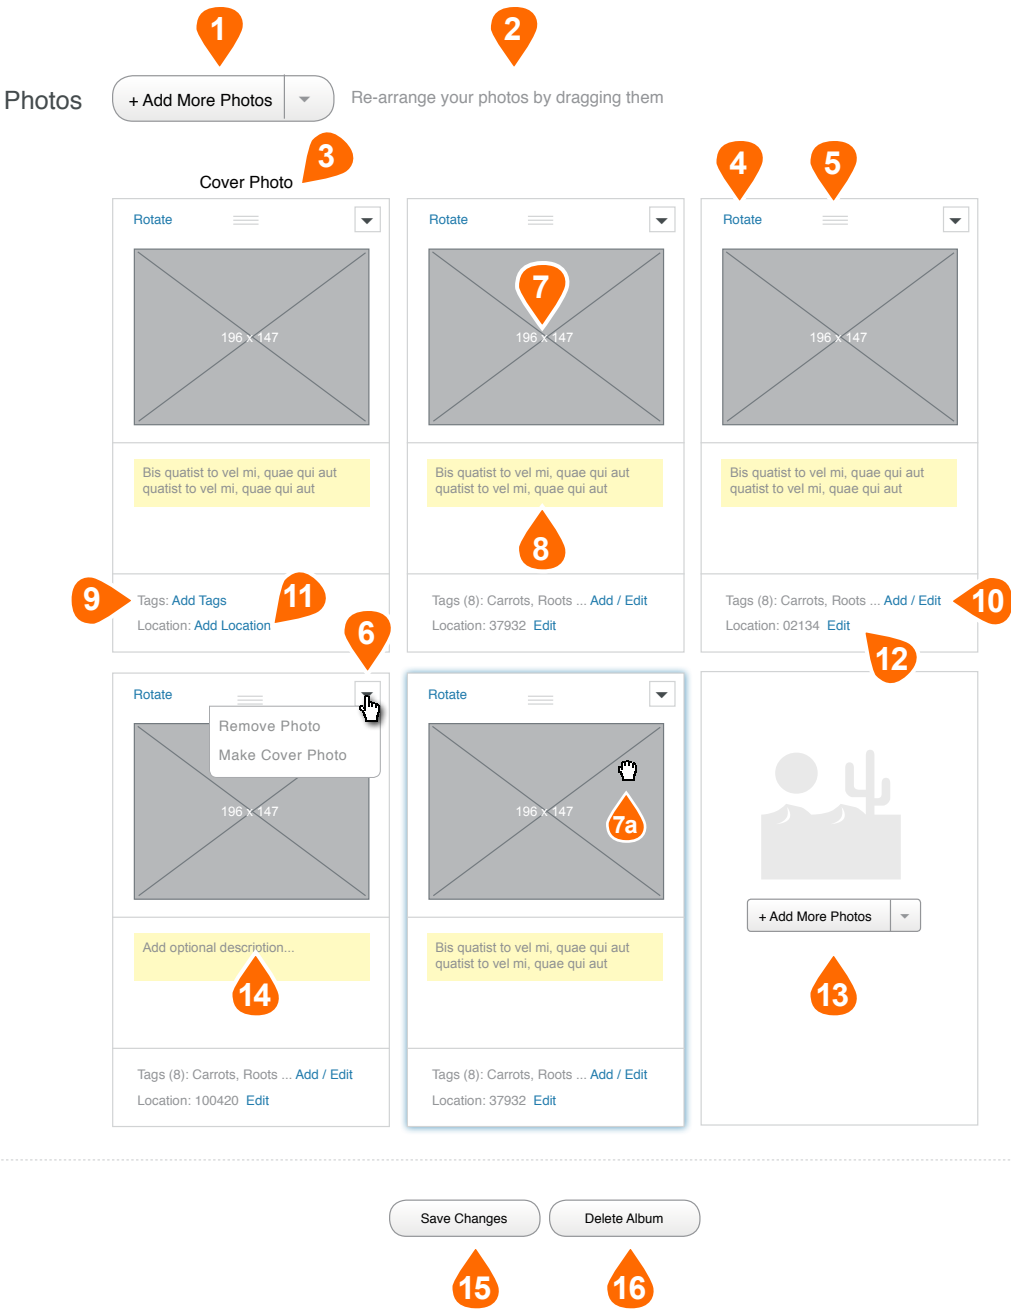 1
2
Photos
+ Add More Photos
Re-arrange your photos by dragging them
3
4
5
Cover Photo
Rotate
Rotate
Rotate
7
196 x 147
196 x 147
196 x 147
Bis quatist to vel mi, quae qui aut
quatist to vel mi, quae qui aut
Bis quatist to vel mi, quae qui aut
quatist to vel mi, quae qui aut
Bis quatist to vel mi, quae qui aut
quatist to vel mi, quae qui aut
8
9
Tags: Add Tags
11
Location: Add Location
6
Tags (8): Carrots, Roots ... Add / Edit
Location: 37932 Edit
Tags (8): Carrots, Roots ... Add / Edit
10
Location: 02134 Edit
12
Rotate
Remove Photo
Make Cover Photo
196 x 147
Rotate
196 x 147
7a
+ Add More Photos
13
Add optional description...
14
Bis quatist to vel mi, quae qui aut
quatist to vel mi, quae qui aut
Tags (8): Carrots, Roots ... Add / Edit
Location: 100420 Edit
Tags (8): Carrots, Roots ... Add / Edit
Location: 37932 Edit
Save Changes
Delete Album
15
16